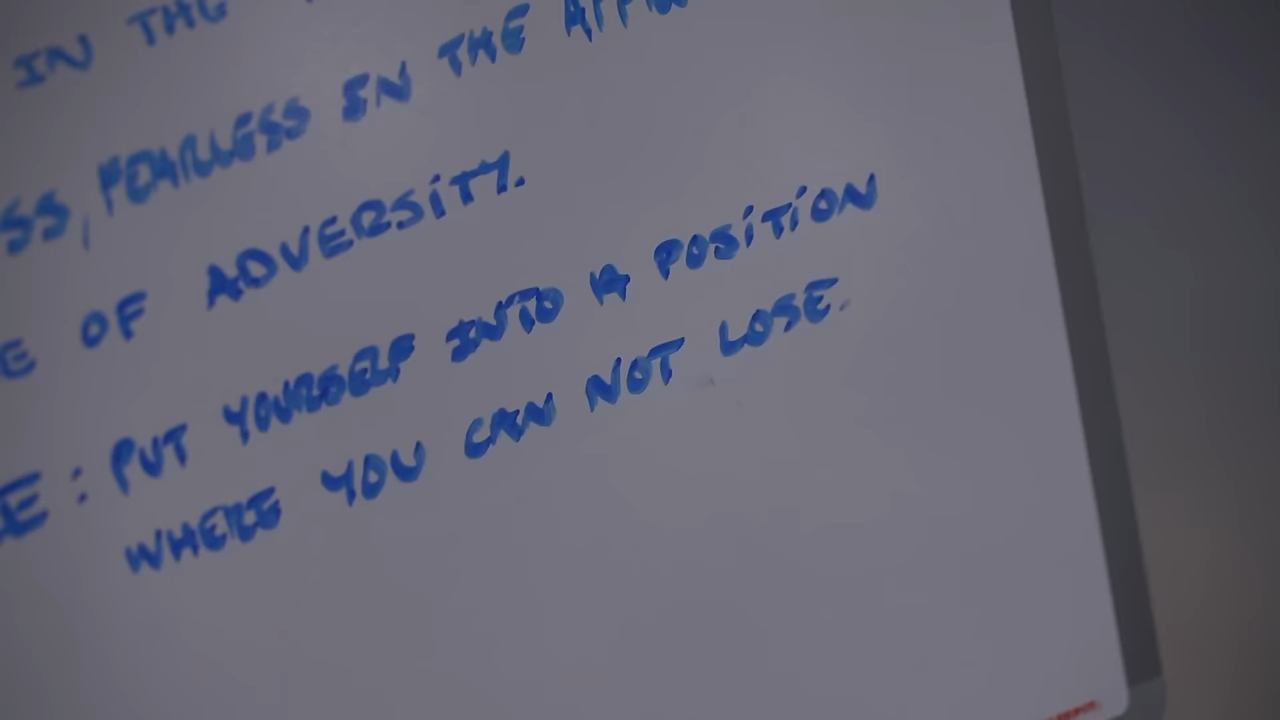 IN THE
SS, FEARLESS IN THE
E OF ADVERSITY.
E: PUT YOURSELF INTO A POSITION
WHERE YOU CAN NOT LOSE.